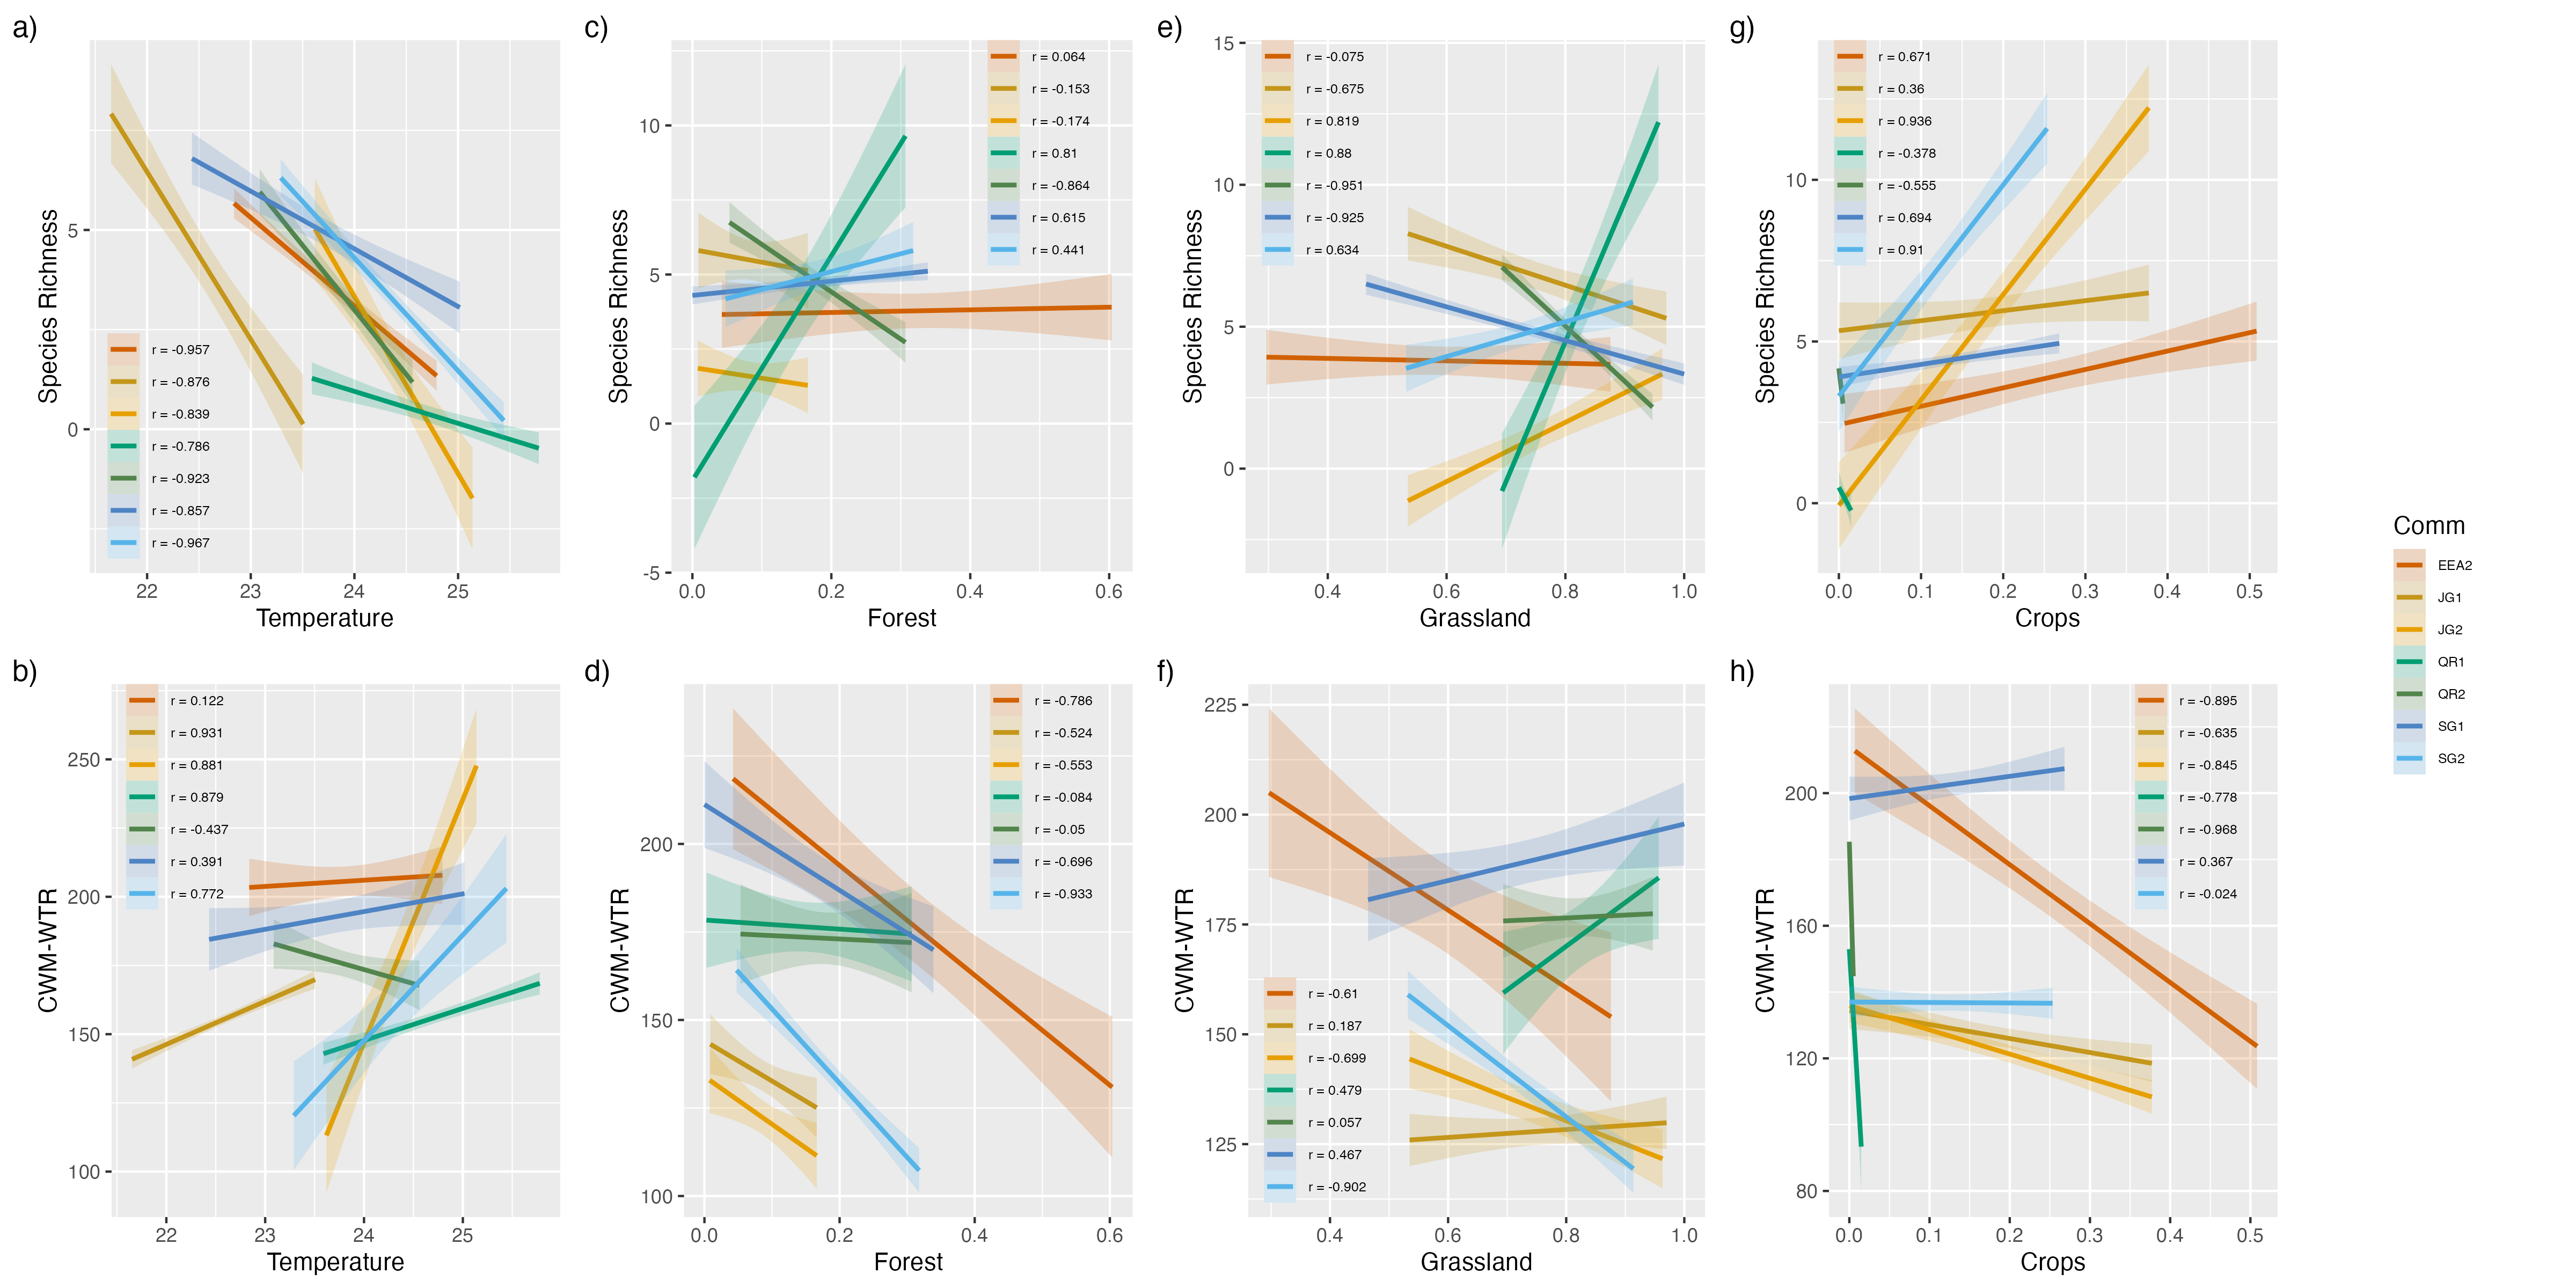 a)
Species Richness
5
0
r = -0.957
r = -0.876
r = -0.839
r = -0.786
r = -0.923
r = -0.857
r = -0.967
22 23 24 25
Temperature
c)
Species Richness
10
5
0
-5
r = 0.064
r = -0.153
r = -0.174
r = 0.81
r = -0.864
r = 0.615
r = 0.441
0.0 0.2 0.4 0.6
Forest
e)
Species Richness
15
10
5
0
r = -0.075
r = -0.675
r = 0.819
r = 0.88
r = -0.951
r = -0.925
r = 0.634
0.4 0.6 0.8 1.0
Grassland
g)
Species Richness
10
5
0
r = 0.671
r = 0.36
r = 0.936
r = -0.378
r = -0.555
r = 0.694
r = 0.91
0.0 0.1 0.2 0.3 0.4 0.5
Crops
b)
CWM-WTR
250
200
150
100
r = 0.122
r = 0.931
r = 0.881
r = 0.879
r = -0.437
r = 0.391
r = 0.772
22 23 24 25
Temperature
d)
CWM-WTR
200
150
100
r = -0.786
r = -0.524
r = -0.553
r = -0.084
r = -0.05
r = -0.696
r = -0.933
0.0 0.2 0.4 0.6
Forest
f)
CWM-WTR
225
200
175
150
125
r = -0.61
r = 0.187
r = -0.699
r = 0.479
r = 0.057
r = 0.467
r = -0.902
0.4 0.6 0.8 1.0
Grassland
h)
CWM-WTR
200
160
120
80
r = -0.895
r = -0.635
r = -0.845
r = -0.778
r = -0.968
r = 0.367
r = -0.024
0.0 0.1 0.2 0.3 0.4 0.5
Crops
Comm
EEA2
JG1
JG2
QR1
QR2
SG1
SG2